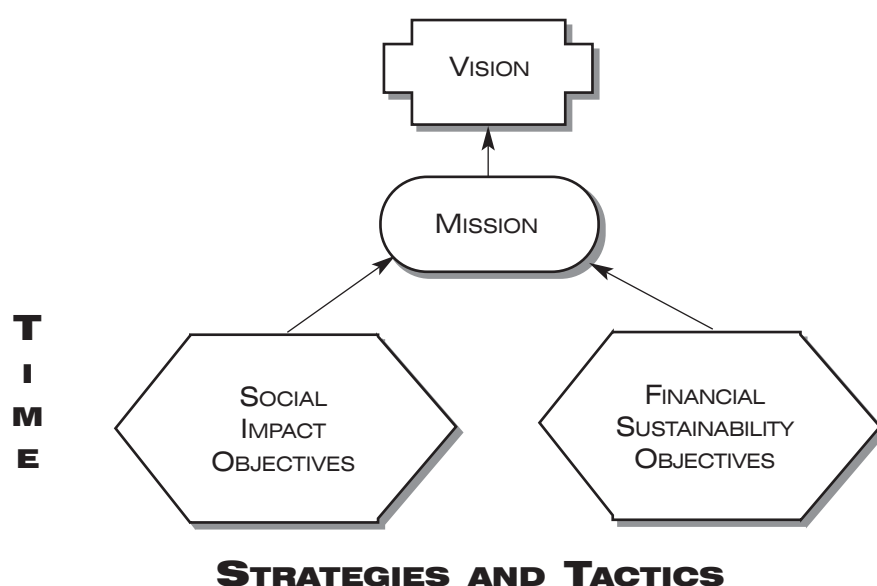 VISION
MISSION
T
I
M
E
SOCIAL
IMPACT
OBJECTIVES
FINANCIAL
SUSTAINABILITY
OBJECTIVES
STRATEGIES AND TACTICS